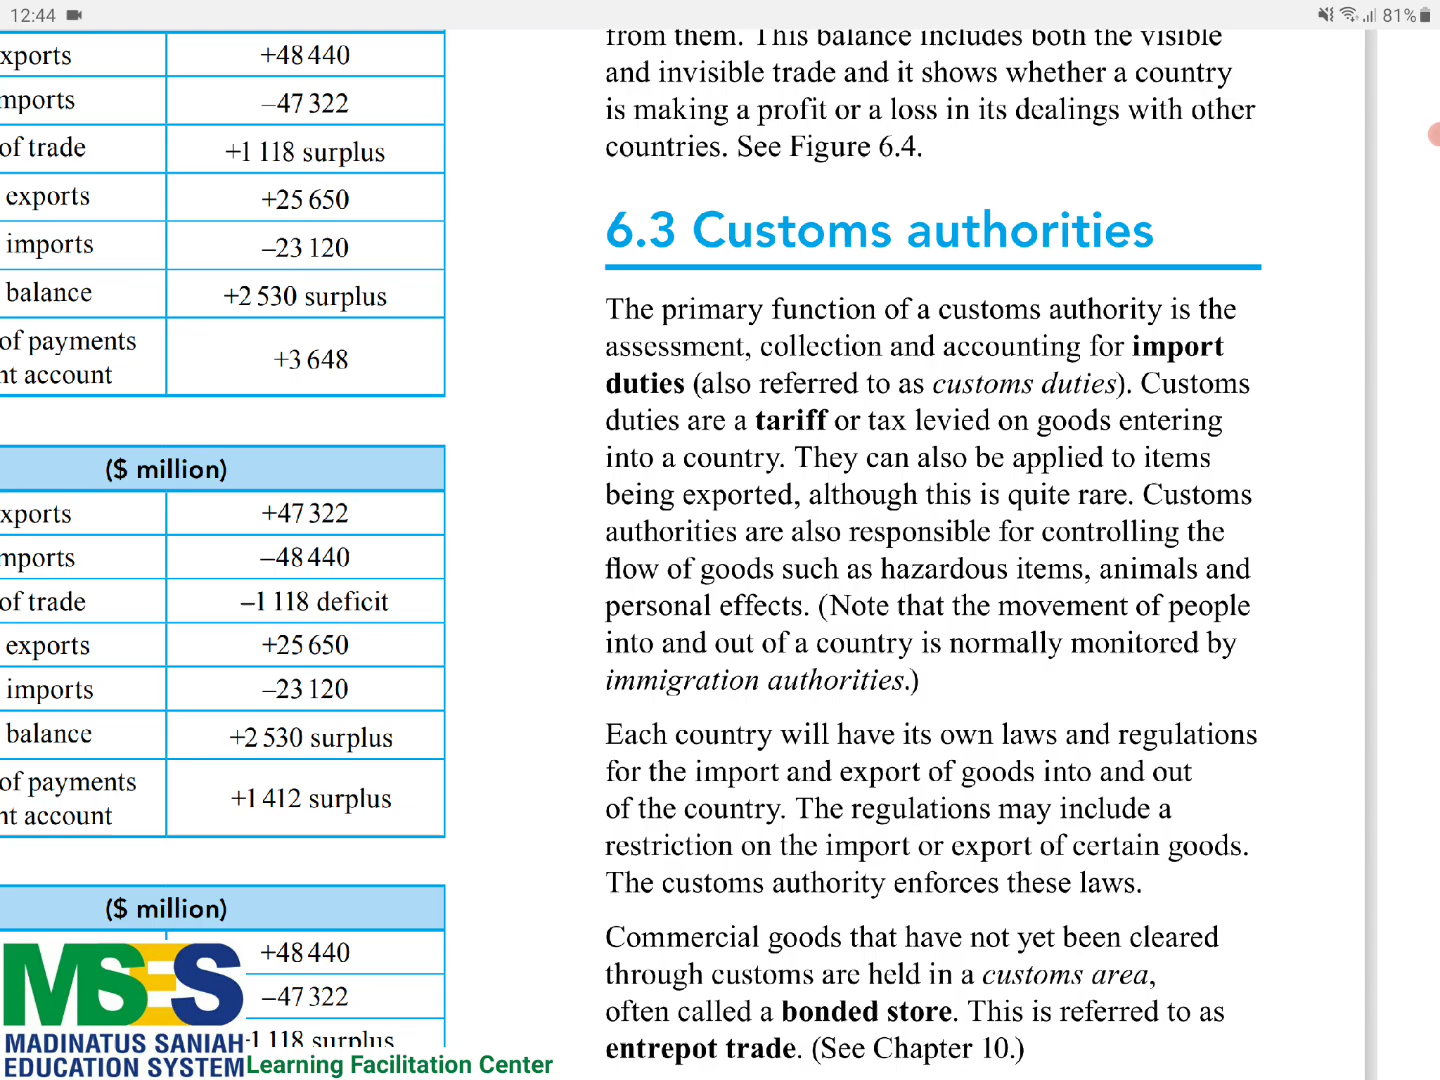 12:44
81%
xports +48 440
mports –47 322
of trade +1 118 surplus
exports +25 650
imports –23 120
balance +2 530 surplus
of payments
nt account +3 648
($ million)
xports +47 322
mports –48 440
of trade –1 118 deficit
exports +25 650
imports –23 120
balance +2 530 surplus
of payments
nt account +1 412 surplus
($ million)
+48 440
–47 322
1 118 surplus
MSES
MADINATUS SANIAH
EDUCATION SYSTEM
Learning Facilitation Center
from them. This balance includes both the visible
and invisible trade and it shows whether a country
is making a profit or a loss in its dealings with other
countries. See Figure 6.4.
6.3 Customs authorities
The primary function of a customs authority is the
assessment, collection and accounting for import
duties (also referred to as customs duties). Customs
duties are a tariff or tax levied on goods entering
into a country. They can also be applied to items
being exported, although this is quite rare. Customs
authorities are also responsible for controlling the
flow of goods such as hazardous items, animals and
personal effects. (Note that the movement of people
into and out of a country is normally monitored by
immigration authorities.)
Each country will have its own laws and regulations
for the import and export of goods into and out
of the country. The regulations may include a
restriction on the import or export of certain goods.
The customs authority enforces these laws.
Commercial goods that have not yet been cleared
through customs are held in a customs area,
often called a bonded store. This is referred to as
entrepot trade. (See Chapter 10.)